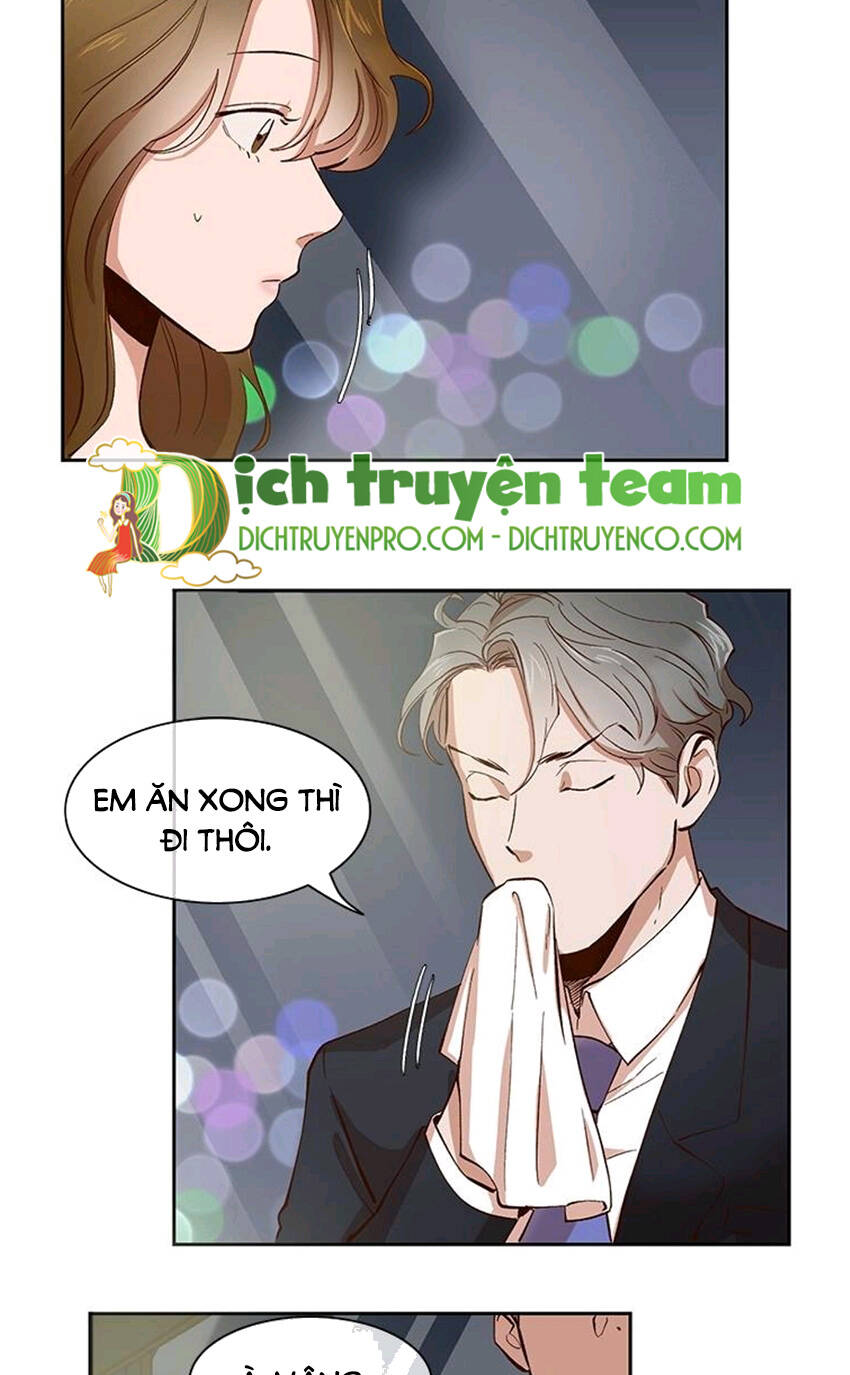 Dịch truyện team
DICHTRUYENPRO.COM - DICHTRUYENCO.COM
EM ĂN XONG THÌ
ĐI THÔI.